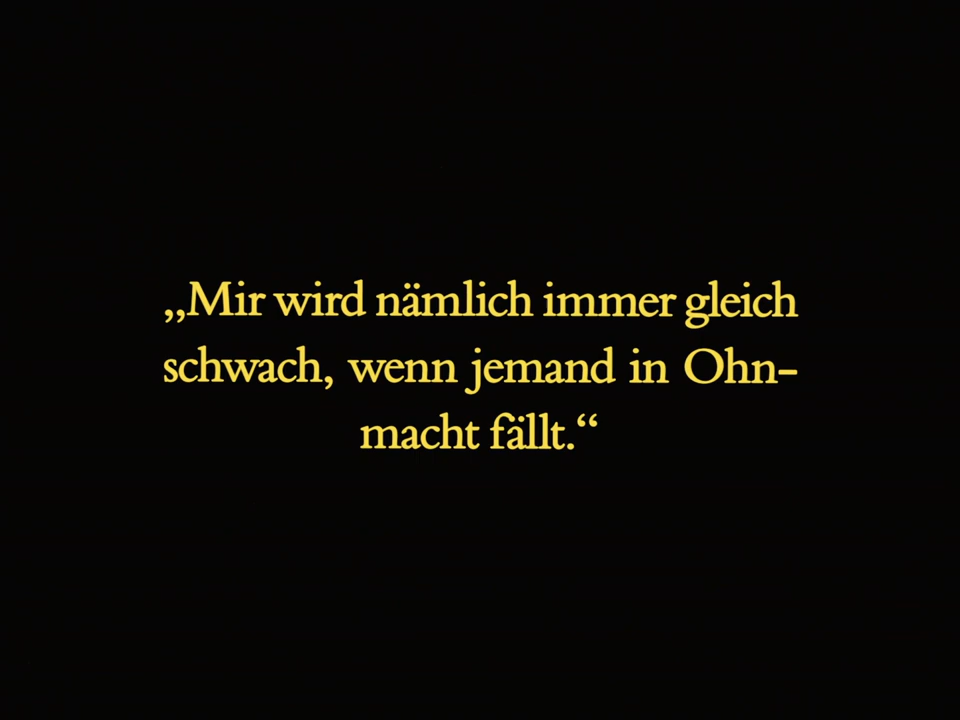 „Mir wird nämlich immer gleich
schwach, wenn jemand in Ohn-
macht fällt.“